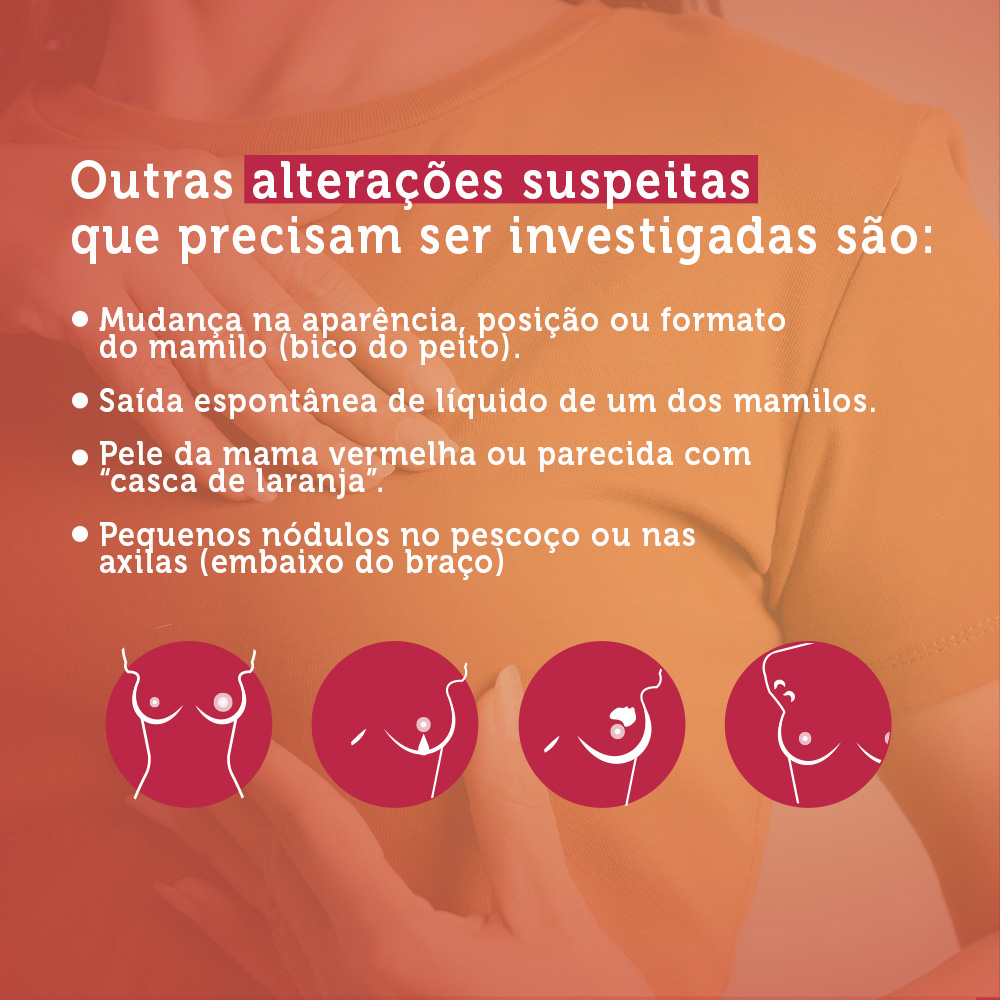 Outras alterações suspeitas
que precisam ser investigadas são:
• Mudança na aparência, posição ou formato
do mamilo (bico do peito).
• Saída espontânea de líquido de um dos mamilos.
• Pele da mama vermelha ou parecida com
“casca de laranja”.
• Pequenos nódulos no pescoço ou nas
axilas (embaixo do braço)